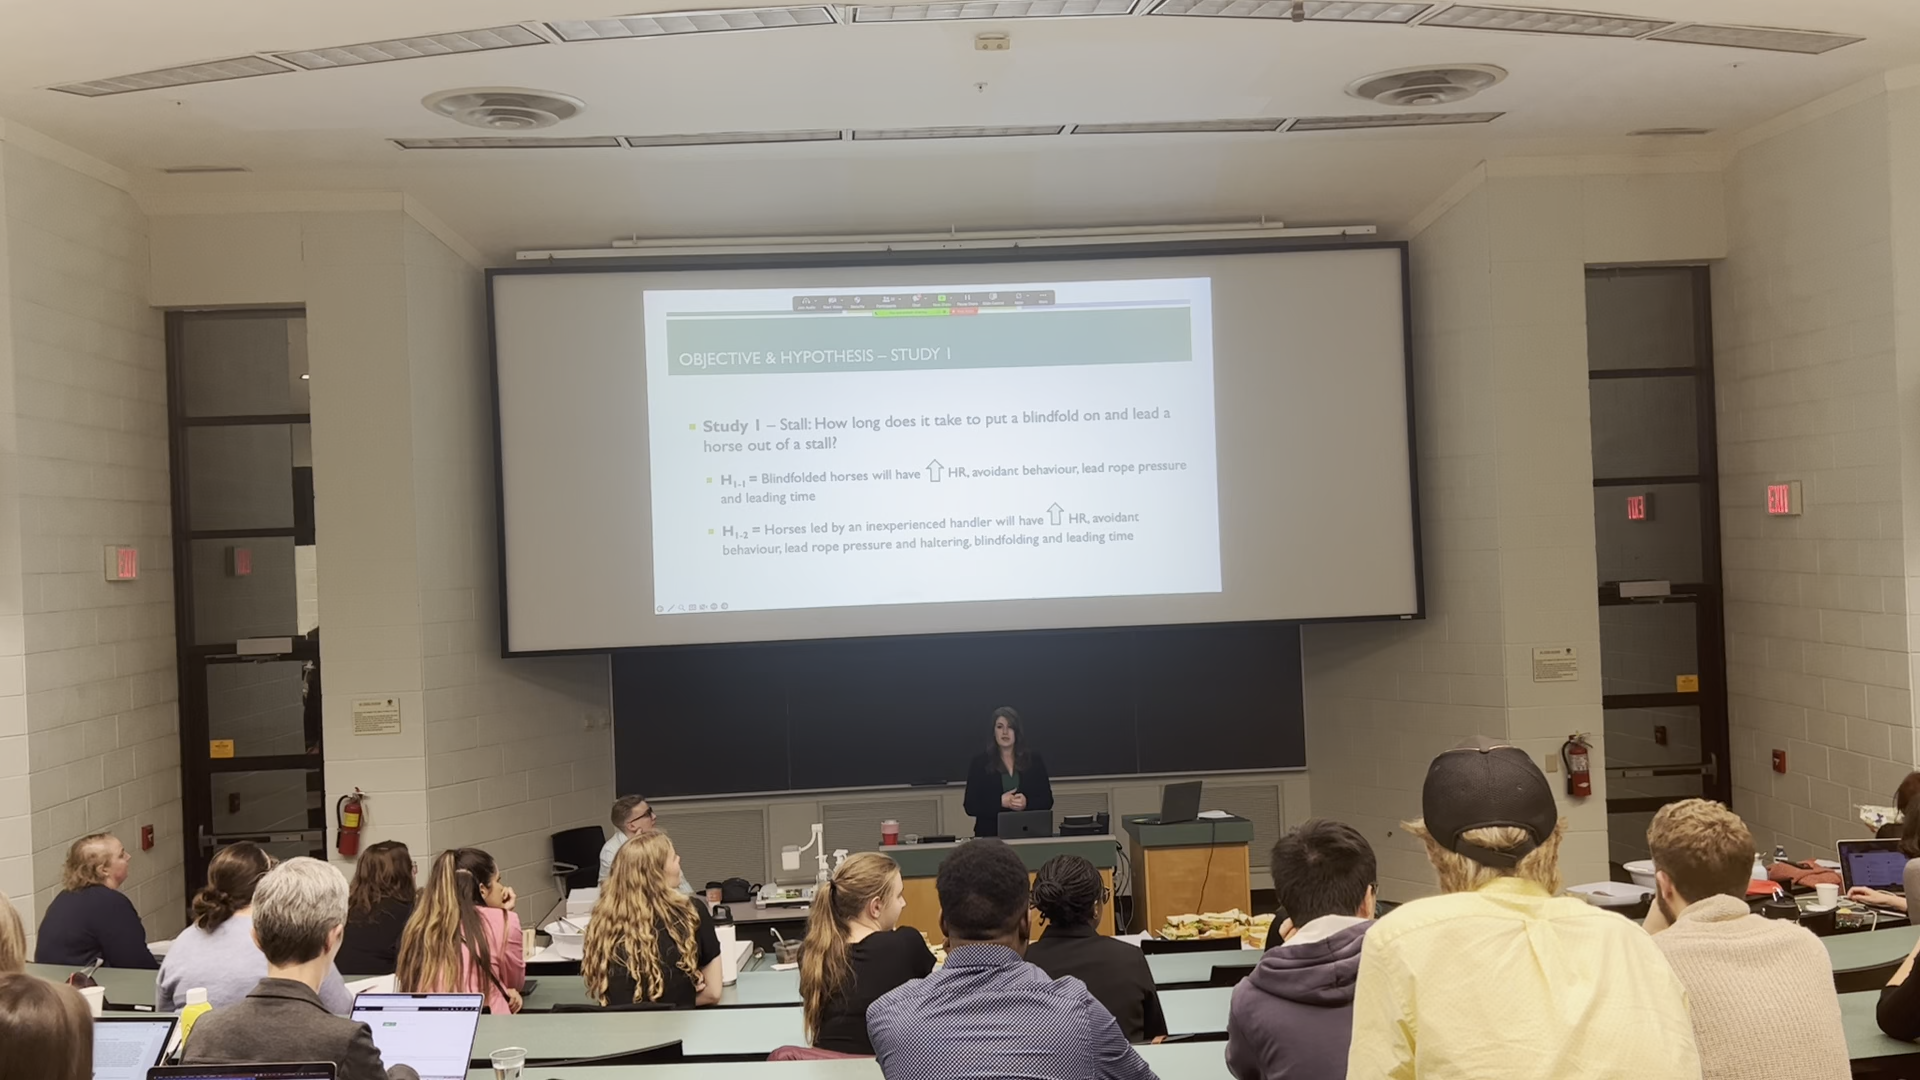 OBJECTIVE & HYPOTHESIS – STUDY 1
Study 1 – Stall: How long does it take to put a blindfold on and lead a
horse out of a stall?
H1-1 = Blindfolded horses will have ⇧ HR, avoidant behaviour, lead rope pressure
and leading time
H1-2 = Horses led by an inexperienced handler will have ⇧ HR, avoidant
behaviour, lead rope pressure and haltering, blindfolding and leading time
EXIT
EXIT
EXIT